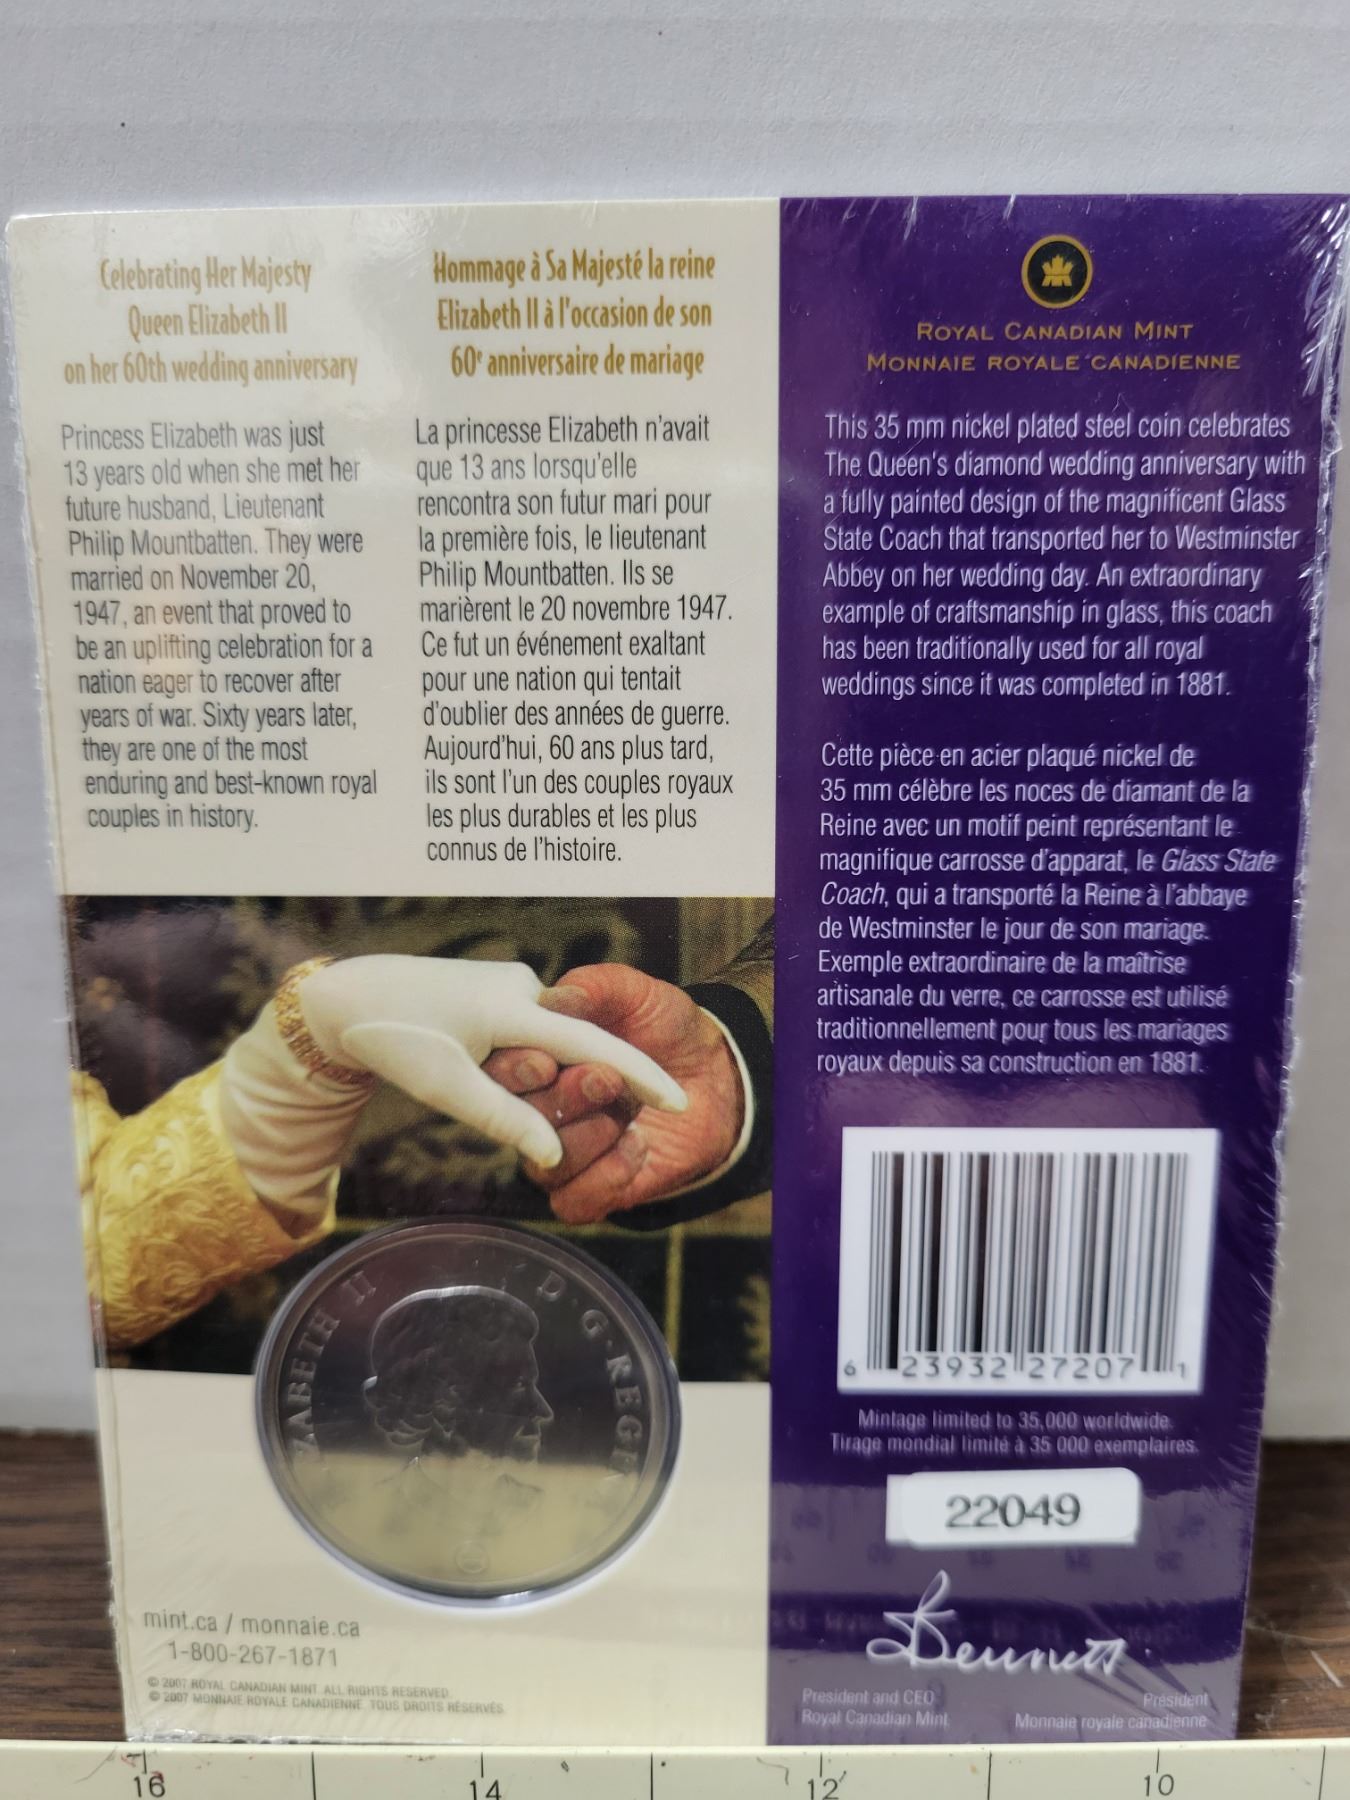 Celebrating Her Majesty
Queen Elizabeth II
on her 60th wedding anniversary
Princess Elizabeth was just
13 years old when she met her
future husband, Lieutenant
Philip Mountbatten. They were
married on November 20,
1947, an event that proved to
be an uplifting celebration for a
nation eager to recover after
years of war. Sixty years later,
they are one of the most
enduring and best-known royal
couples in history.
Hommage à Sa Majesté la reine
Elizabeth II à l'occasion de son
60e anniversaire de mariage
La princesse Elizabeth n'avait
que 13 ans lorsqu'elle
rencontra son futur mari pour
la première fois, le lieutenant
Philip Mountbatten. Ils se
marièrent le 20 novembre 1947.
Ce fut un événement exaltant
pour une nation qui tentait
d'oublier des années de guerre.
Aujourd'hui, 60 ans plus tard,
ils sont l'un des couples royaux
les plus durables et les plus
connus de l'histoire.
ZABETH II D·G·REGI
mint.ca / monnaie.ca
1-800-267-1871
© 2007 ROYAL CANADIAN MINT. ALL RIGHTS RESERVED.
© 2007 MONNAIE ROYALE CANADIENNE. TOUS DROITS RÉSERVÉS.
ROYAL CANADIAN MINT
MONNAIE ROYALE CANADIENNE
This 35 mm nickel plated steel coin celebrates
The Queen's diamond wedding anniversary with
a fully painted design of the magnificent Glass
State Coach that transported her to Westminster
Abbey on her wedding day. An extraordinary
example of craftsmanship in glass, this coach
has been traditionally used for all royal
weddings since it was completed in 1881.
Cette pièce en acier plaqué nickel de
35 mm célèbre les noces de diamant de la
Reine avec un motif peint représentant le
magnifique carrosse d'apparat, le Glass State
Coach, qui a transporté la Reine à l'abbaye
de Westminster le jour de son mariage.
Exemple extraordinaire de la maîtrise
artisanale du verre, ce carrosse est utilisé
traditionnellement pour tous les mariages
royaux depuis sa construction en 1881.
6 23932 27207 1
Mintage limited to 35,000 worldwide.
Tirage mondial limité à 35 000 exemplaires.
22049
Bennett
President and CEO
Royal Canadian Mint
Président
Monnaie royale canadienne
16 14 12 10